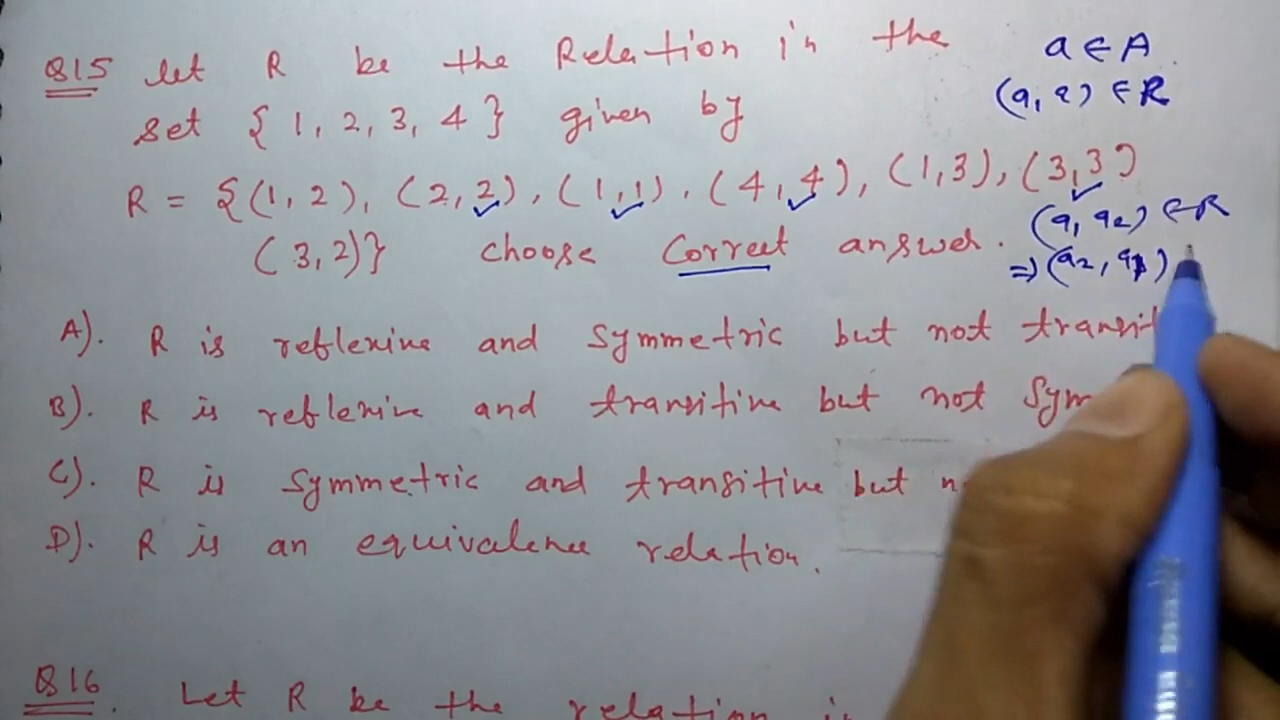 Q15 let R be the Relation in the
set { 1, 2, 3, 4 } given by
R = {(1, 2), (2, 2), (1, 1), (4, 4), (1, 3), (3, 3)
(3, 2)} choose Correct answer.
a ∈ A
(a, a) ∈ R
(a, a2) ∈ R
⇒ (a2, a1)
A). R is reflexive and Symmetric but not transit
B). R is reflexive and transitive but not Sym
C). R is Symmetric and transitive but n
D). R is an equivalence relation.
Q16. Let R be the relation i